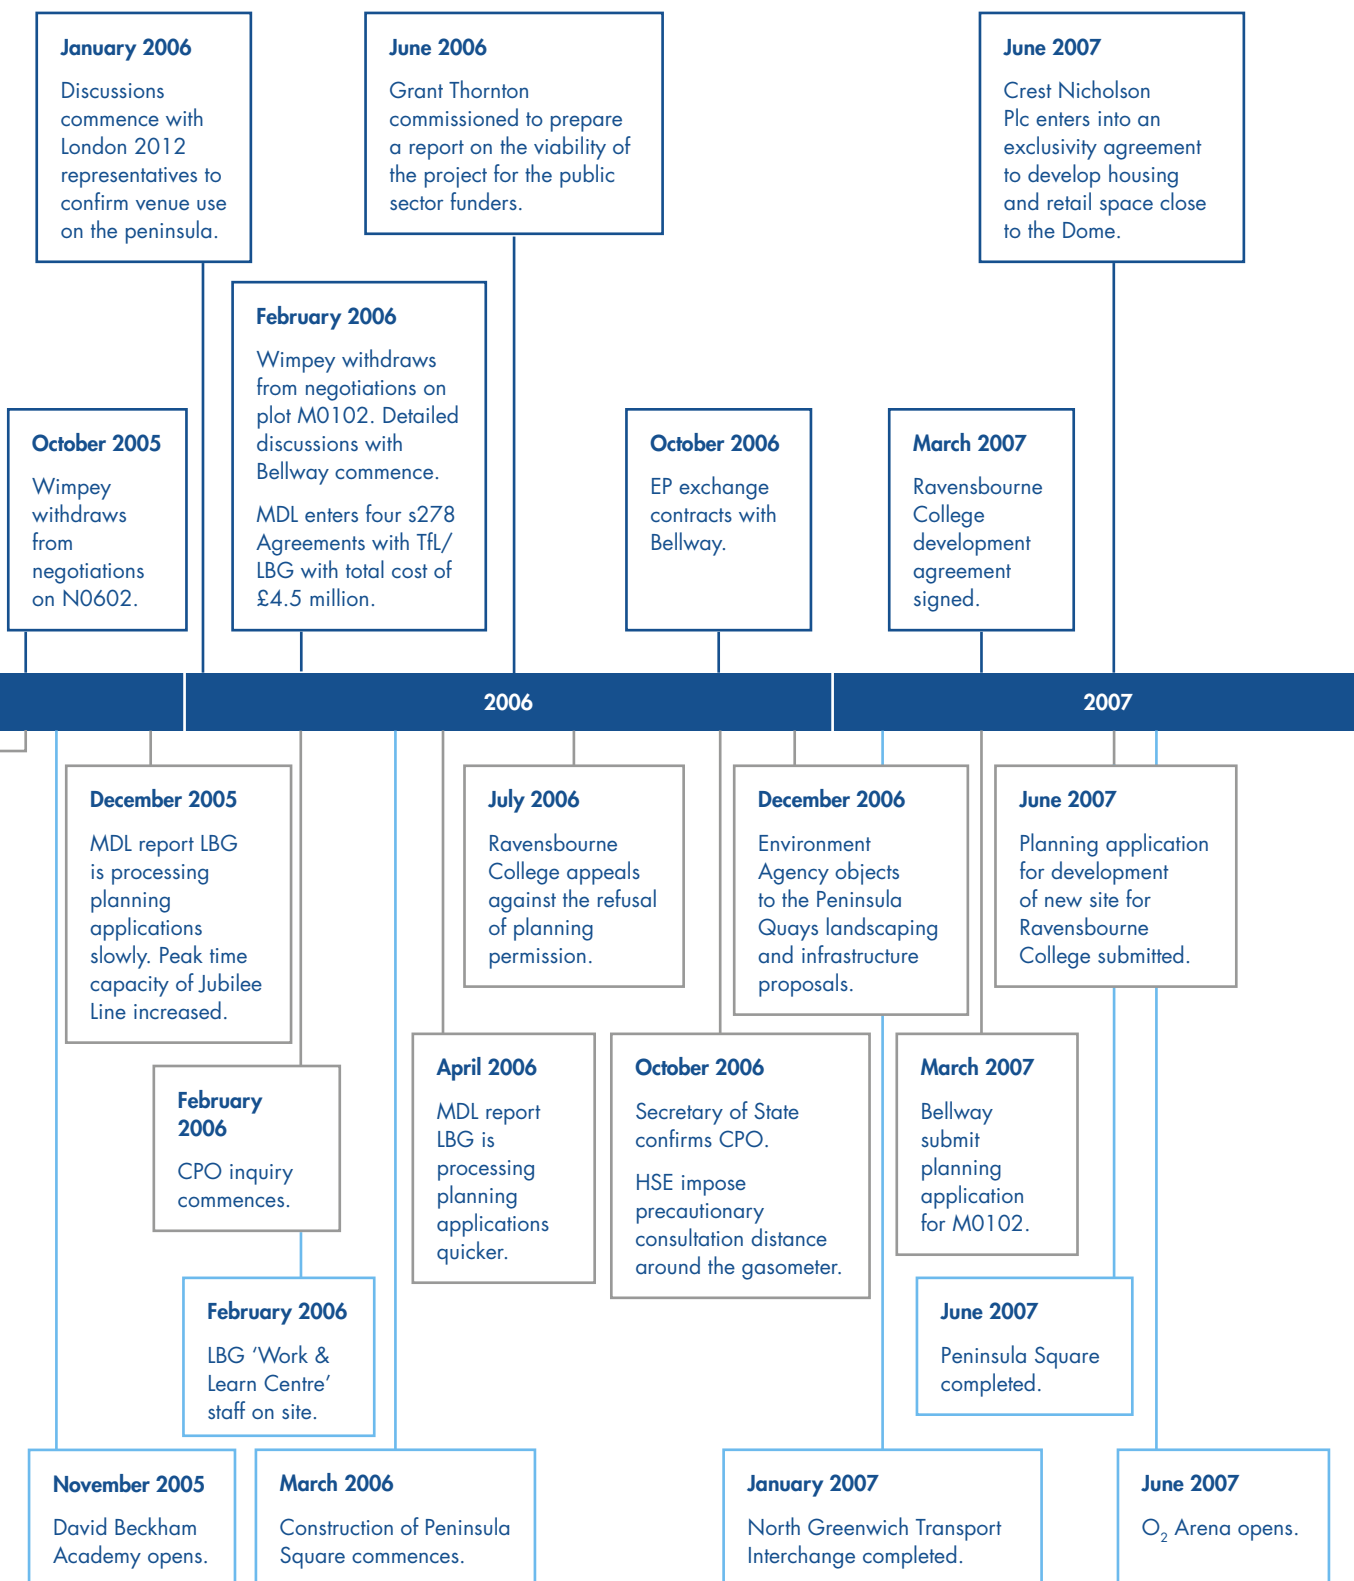 January 2006
Discussions
commence with
London 2012
representatives to
confirm venue use
on the peninsula.
June 2006
Grant Thornton
commissioned to prepare
a report on the viability of
the project for the public
sector funders.
June 2007
Crest Nicholson
Plc enters into an
exclusivity agreement
to develop housing
and retail space close
to the Dome.
February 2006
Wimpey withdraws
from negotiations on
plot M0102. Detailed
discussions with
Bellway commence.
MDL enters four s278
Agreements with TfL/
LBG with total cost of
£4.5 million.
October 2005
Wimpey
withdraws
from
negotiations
on N0602.
October 2006
EP exchange
contracts with
Bellway.
March 2007
Ravensbourne
College
development
agreement
signed.
2006
2007
December 2005
MDL report LBG
is processing
planning
applications
slowly. Peak time
capacity of Jubilee
Line increased.
July 2006
Ravensbourne
College appeals
against the refusal
of planning
permission.
December 2006
Environment
Agency objects
to the Peninsula
Quays landscaping
and infrastructure
proposals.
June 2007
Planning application
for development
of new site for
Ravensbourne
College submitted.
February
2006
CPO inquiry
commences.
April 2006
MDL report
LBG is
processing
planning
applications
quicker.
October 2006
Secretary of State
confirms CPO.
HSE impose
precautionary
consultation distance
around the gasometer.
March 2007
Bellway
submit
planning
application
for M0102.
February 2006
LBG ‘Work &
Learn Centre’
staff on site.
June 2007
Peninsula Square
completed.
November 2005
David Beckham
Academy opens.
March 2006
Construction of Peninsula
Square commences.
January 2007
North Greenwich Transport
Interchange completed.
June 2007
O₂ Arena opens.